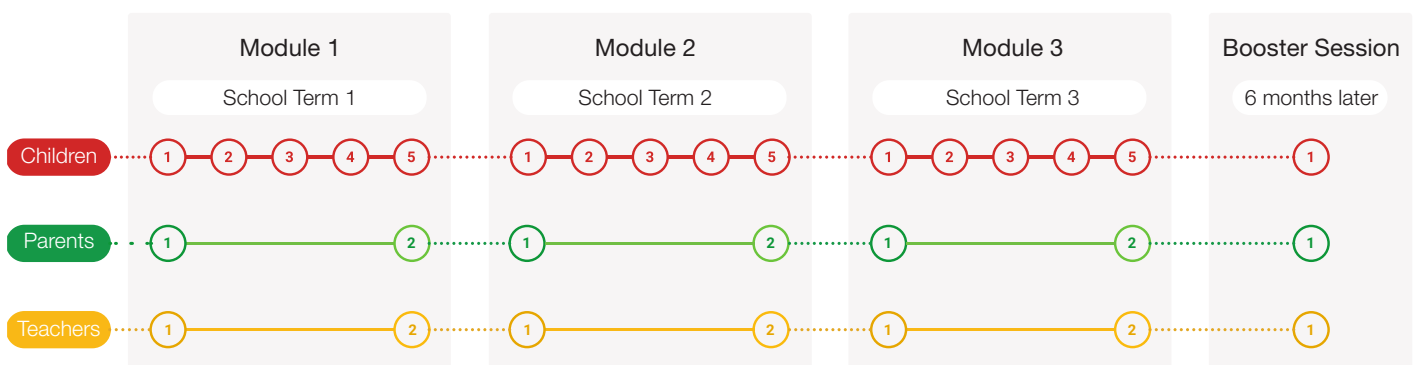 Module 1 Module 2 Module 3 Booster Session
School Term 1 School Term 2 School Term 3 6 months later
Children 1 2 3 4 5 1 2 3 4 5 1 2 3 4 5 1
Parents 1 2 1 2 1 2 1
Teachers 1 2 1 2 1 2 1